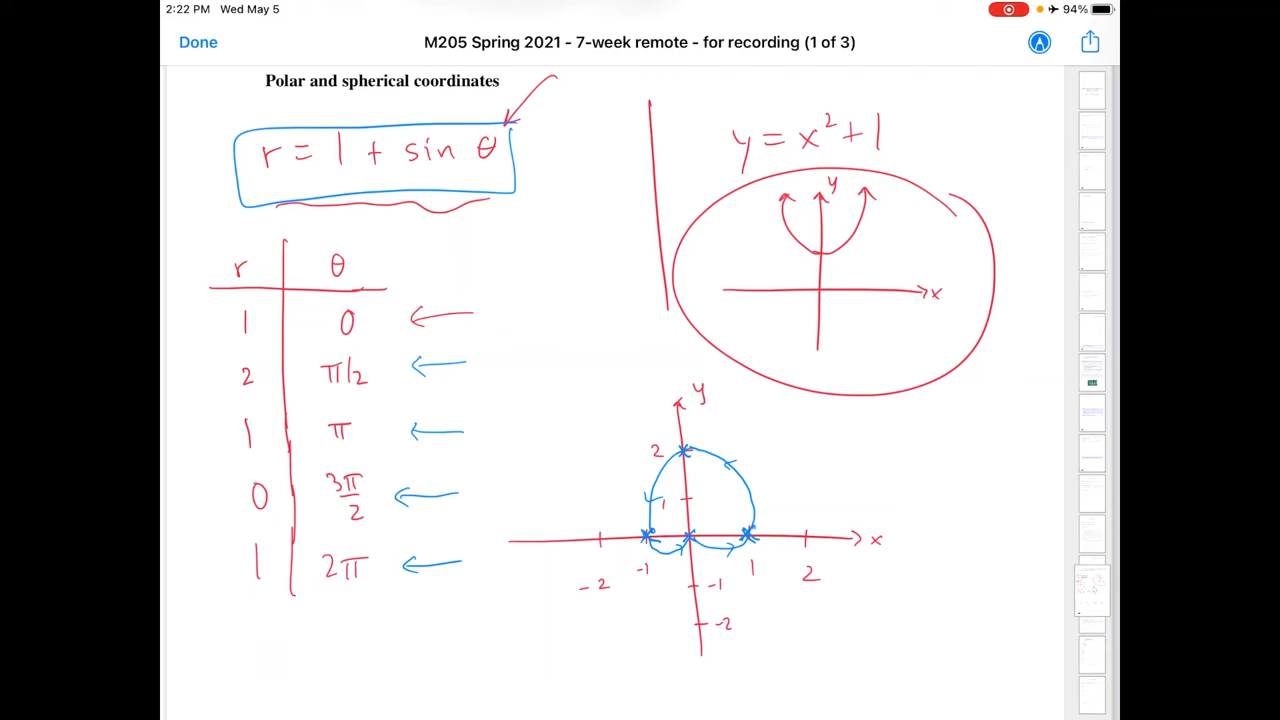 2:22 PM Wed May 5
94%
Done
M205 Spring 2021 - 7-week remote - for recording (1 of 3)
Polar and spherical coordinates
r = 1 + sin θ
y = x² + 1
y
x
r θ
1 0
2 π/2
1 π
0 3π/2
1 2π
y
2
1
x
-2 -1 1 2
-1
-2